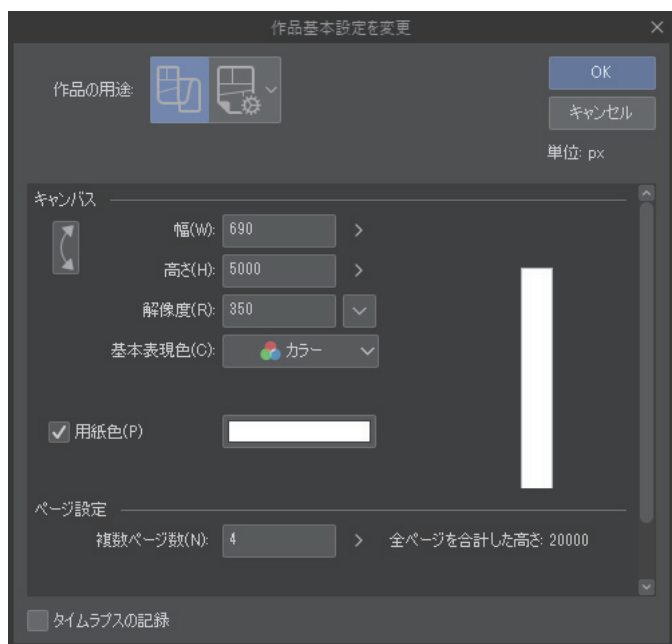 作品基本設定を変更
作品の用途:
OK
キャンセル
単位: px
キャンバス
幅(W): 690
高さ(H): 5000
解像度(R): 350
基本表現色(C): カラー
用紙色(P)
ページ設定
複数ページ数(N): 4 全ページを合計した高さ: 20000
タイムラプスの記録